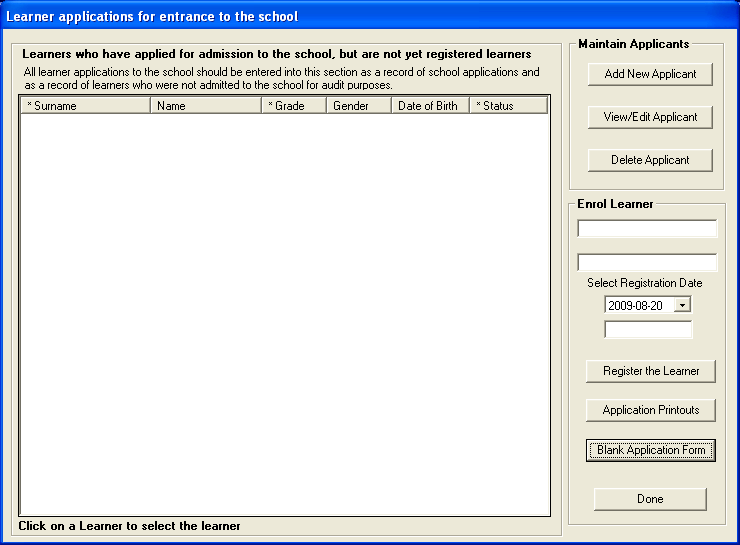 Learner applications for entrance to the school
Learners who have applied for admission to the school, but are not yet registered learners
All learner applications to the school should be entered into this section as a record of school applications and
as a record of learners who were not admitted to the school for audit purposes.
* Surname Name * Grade Gender Date of Birth * Status
Click on a Learner to select the learner
Maintain Applicants
Add New Applicant
View/Edit Applicant
Delete Applicant
Enrol Learner
Select Registration Date
2009-08-20
Register the Learner
Application Printouts
Blank Application Form
Done